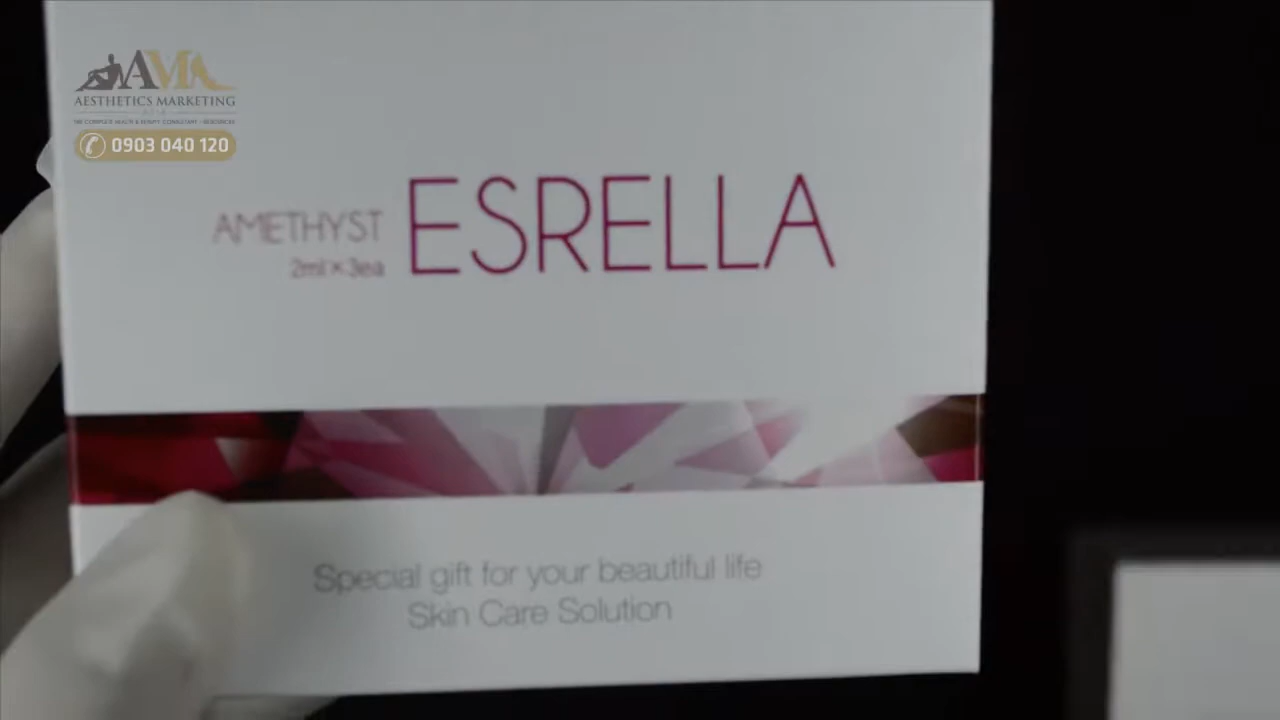 AMA
AESTHETICS MARKETING
0903 040 120
AMETHYST ESRELLA
2ml×3ea
Special gift for your beautiful life
Skin Care Solution